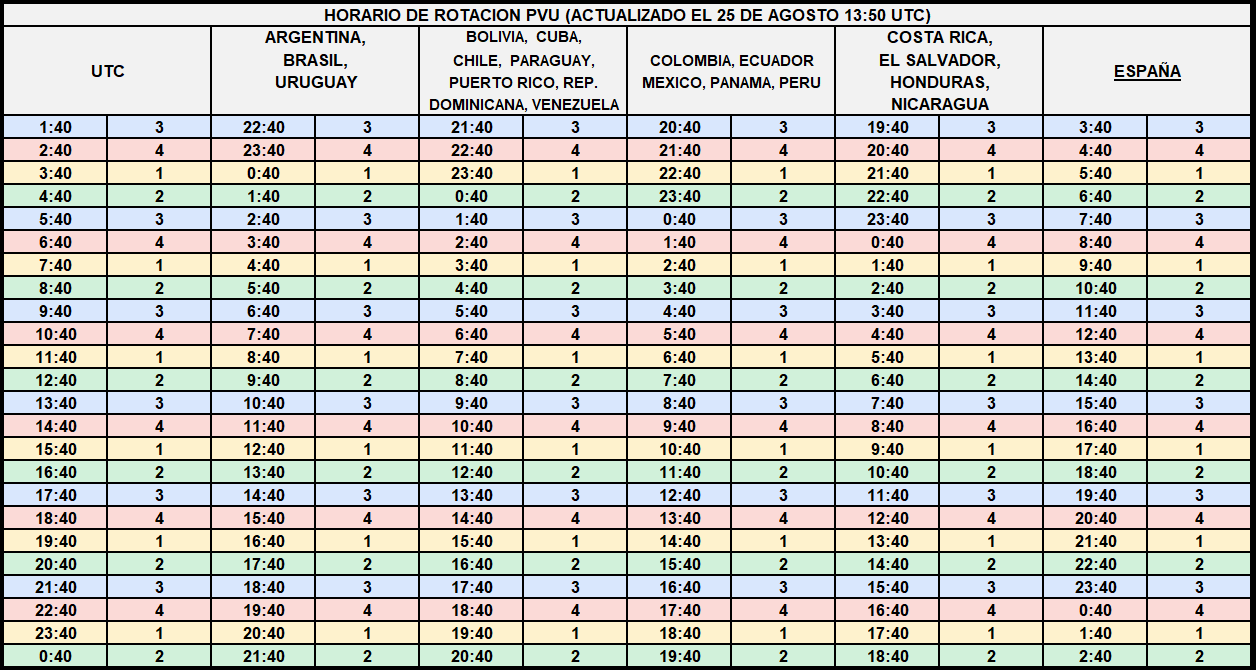 HORARIO DE ROTACION PVU (ACTUALIZADO EL 25 DE AGOSTO 13:50 UTC)
UTC
ARGENTINA,
BRASIL,
URUGUAY
BOLIVIA, CUBA,
CHILE, PARAGUAY,
PUERTO RICO, REP.
DOMINICANA, VENEZUELA
COLOMBIA, ECUADOR
MEXICO, PANAMA, PERU
COSTA RICA,
EL SALVADOR,
HONDURAS,
NICARAGUA
ESPAÑA
1:40 3 22:40 3 21:40 3 20:40 3 19:40 3 3:40 3
2:40 4 23:40 4 22:40 4 21:40 4 20:40 4 4:40 4
3:40 1 0:40 1 23:40 1 22:40 1 21:40 1 5:40 1
4:40 2 1:40 2 0:40 2 23:40 2 22:40 2 6:40 2
5:40 3 2:40 3 1:40 3 0:40 3 23:40 3 7:40 3
6:40 4 3:40 4 2:40 4 1:40 4 0:40 4 8:40 4
7:40 1 4:40 1 3:40 1 2:40 1 1:40 1 9:40 1
8:40 2 5:40 2 4:40 2 3:40 2 2:40 2 10:40 2
9:40 3 6:40 3 5:40 3 4:40 3 3:40 3 11:40 3
10:40 4 7:40 4 6:40 4 5:40 4 4:40 4 12:40 4
11:40 1 8:40 1 7:40 1 6:40 1 5:40 1 13:40 1
12:40 2 9:40 2 8:40 2 7:40 2 6:40 2 14:40 2
13:40 3 10:40 3 9:40 3 8:40 3 7:40 3 15:40 3
14:40 4 11:40 4 10:40 4 9:40 4 8:40 4 16:40 4
15:40 1 12:40 1 11:40 1 10:40 1 9:40 1 17:40 1
16:40 2 13:40 2 12:40 2 11:40 2 10:40 2 18:40 2
17:40 3 14:40 3 13:40 3 12:40 3 11:40 3 19:40 3
18:40 4 15:40 4 14:40 4 13:40 4 12:40 4 20:40 4
19:40 1 16:40 1 15:40 1 14:40 1 13:40 1 21:40 1
20:40 2 17:40 2 16:40 2 15:40 2 14:40 2 22:40 2
21:40 3 18:40 3 17:40 3 16:40 3 15:40 3 23:40 3
22:40 4 19:40 4 18:40 4 17:40 4 16:40 4 0:40 4
23:40 1 20:40 1 19:40 1 18:40 1 17:40 1 1:40 1
0:40 2 21:40 2 20:40 2 19:40 2 18:40 2 2:40 2